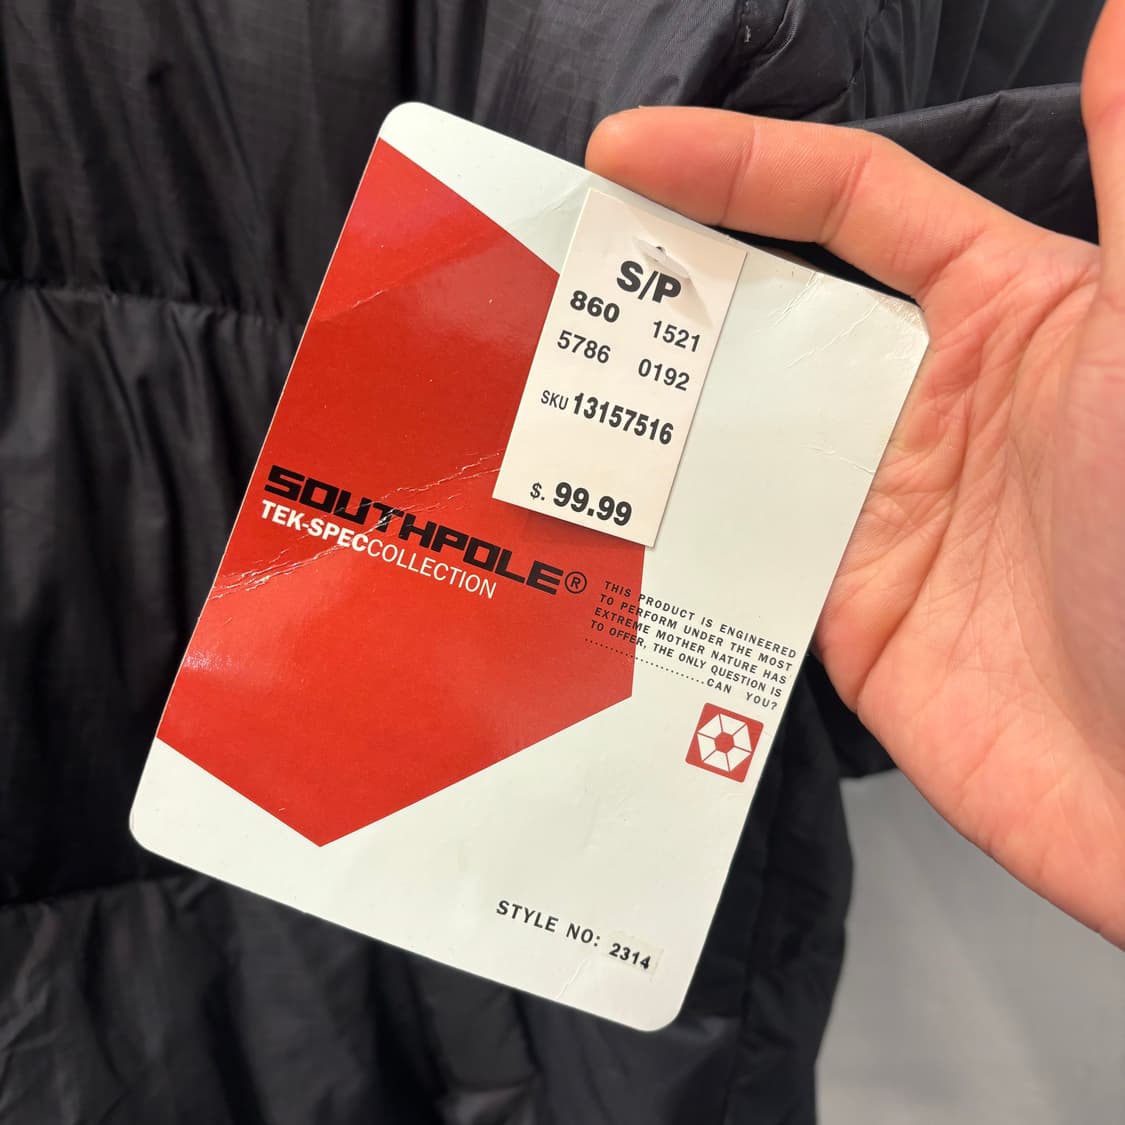 S/P
860 1521
5786 0192
SKU 13157516
$. 99.99
SOUTHPOLE®
TEK-SPECCOLLECTION
THIS PRODUCT IS ENGINEERED
TO PERFORM UNDER THE MOST
EXTREME MOTHER NATURE HAS
TO OFFER, THE ONLY QUESTION IS
..........................CAN YOU?
STYLE NO: 2314